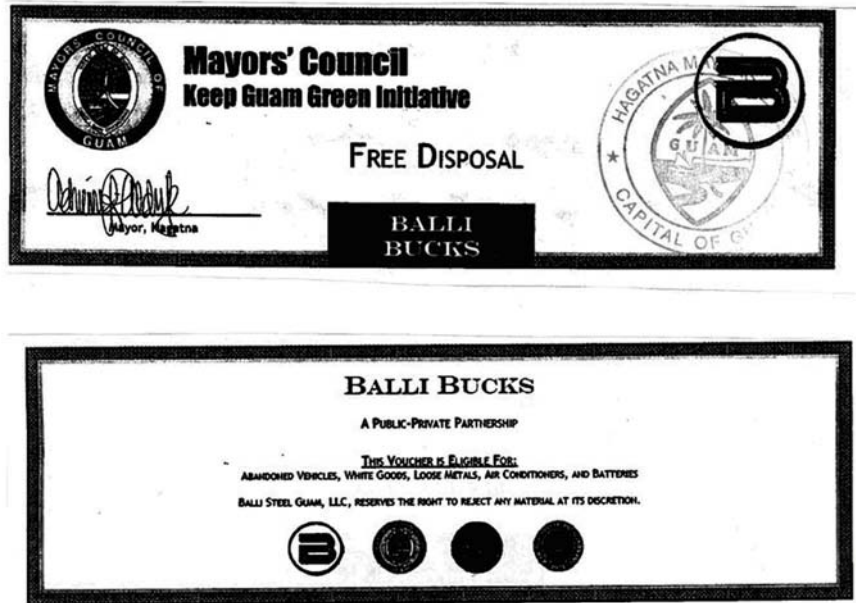 MAYORS COUNCIL OF
GUAM
Mayors' Council
Keep Guam Green Initiative
FREE DISPOSAL
Mayor, Hagatna
BALLI
BUCKS
HAGATNA
GUAM
CAPITAL OF
B
BALLI BUCKS
A PUBLIC-PRIVATE PARTNERSHIP
THIS VOUCHER IS ELIGIBLE FOR:
ABANDONED VEHICLES, WHITE GOODS, LOOSE METALS, AIR CONDITIONERS, AND BATTERIES
BALLI STEEL GUAM, LLC, RESERVES THE RIGHT TO REJECT ANY MATERIAL AT ITS DISCRETION.
B